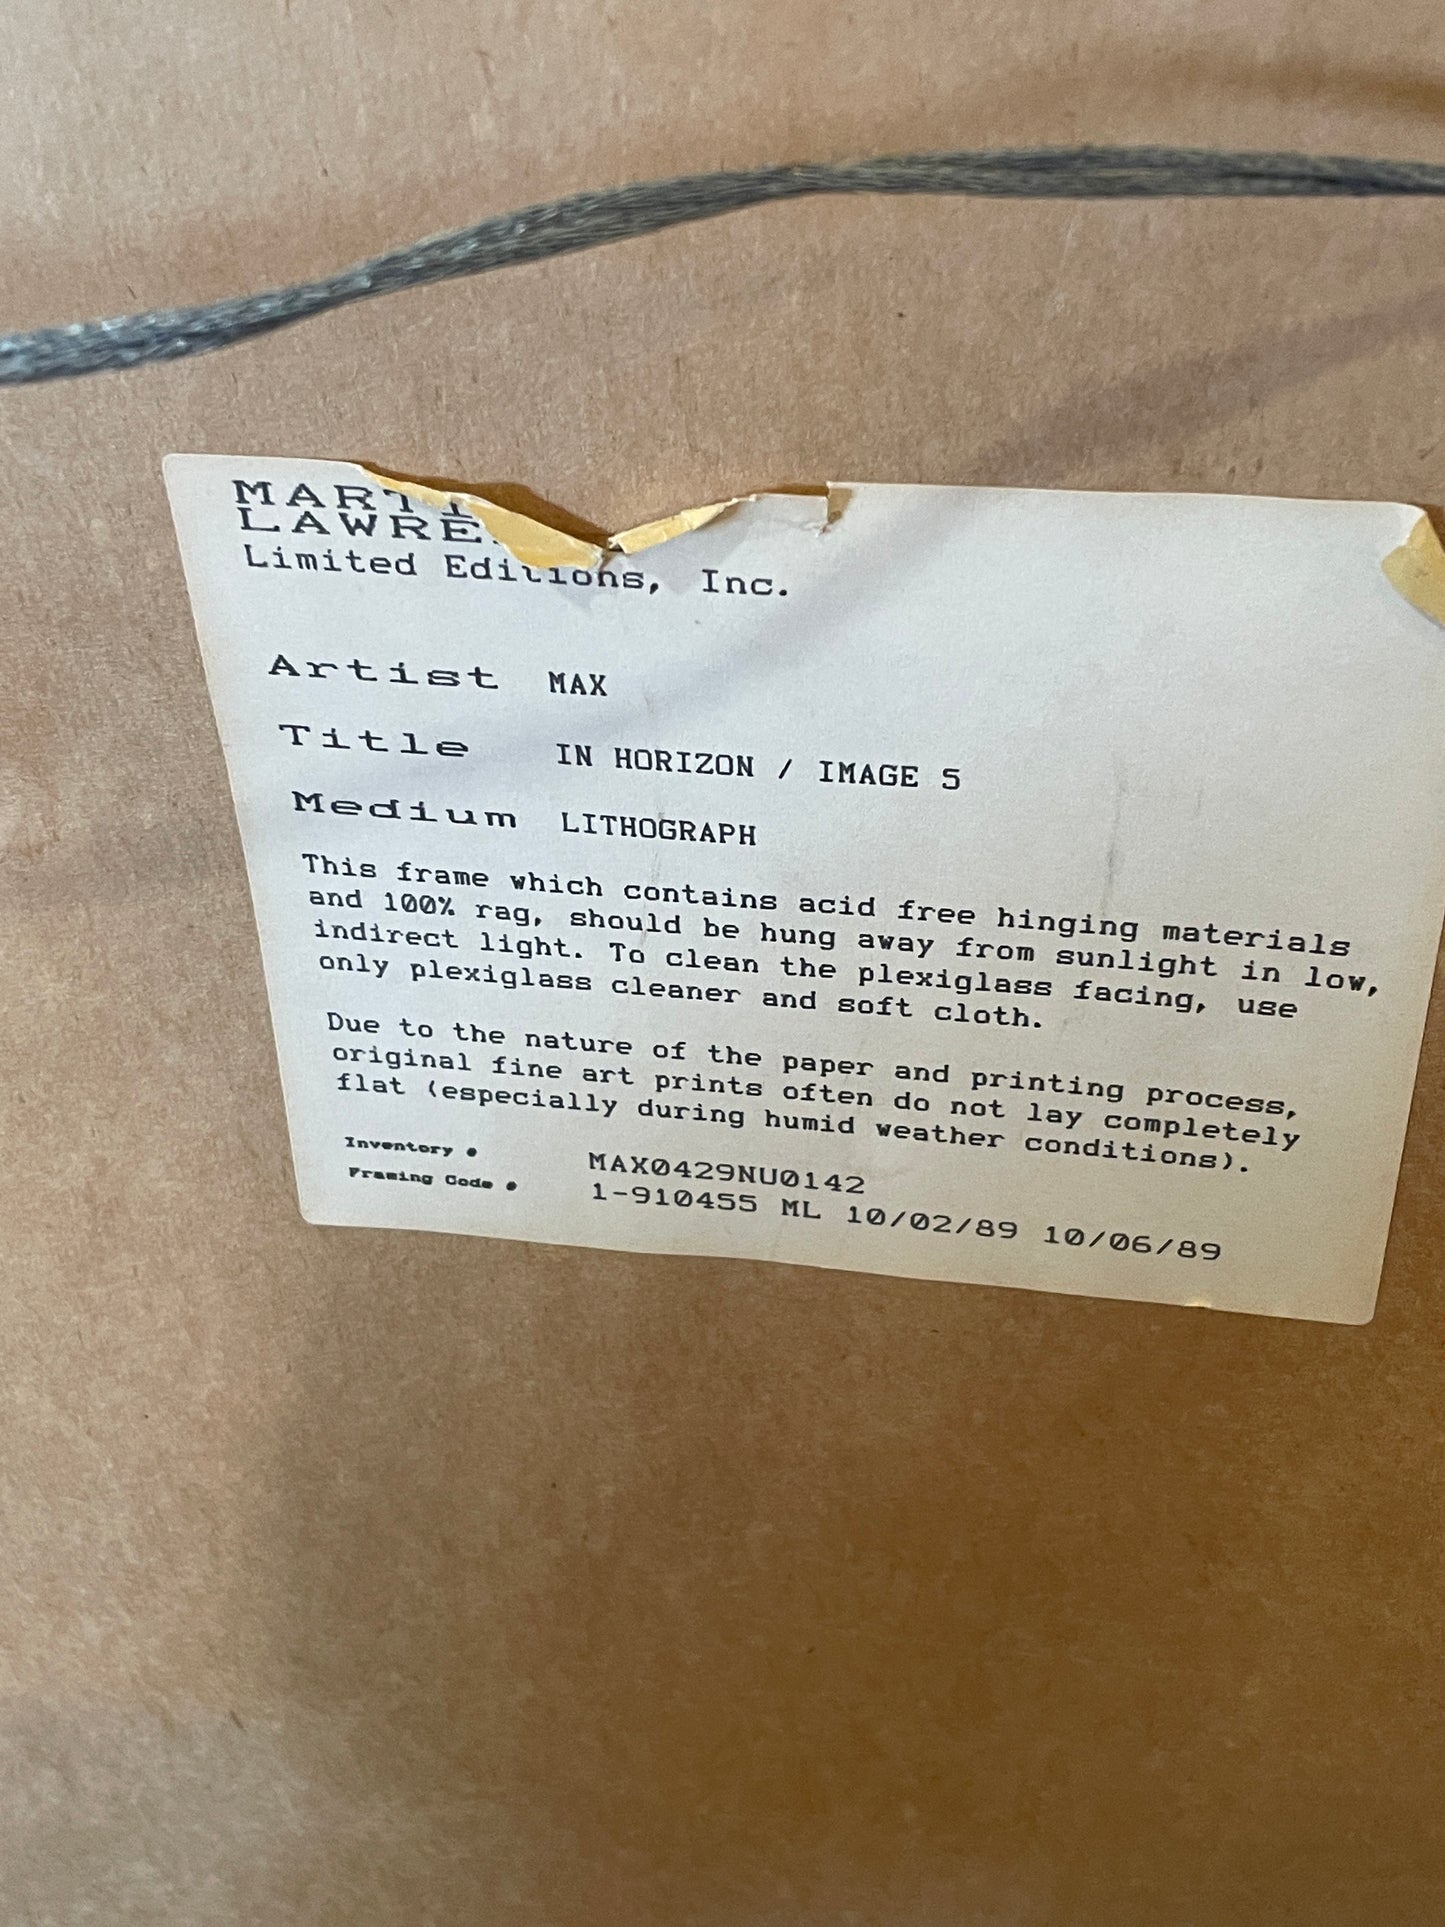 MARTI
LAWRE
Limited Editions, Inc.
Artist MAX
Title IN HORIZON / IMAGE 5
Medium LITHOGRAPH
This frame which contains acid free hinging materials
and 100% rag, should be hung away from sunlight in low,
indirect light. To clean the plexiglass facing, use
only plexiglass cleaner and soft cloth.
Due to the nature of the paper and printing process,
original fine art prints often do not lay completely
flat (especially during humid weather conditions).
Inventory # MAX0429NU0142
Framing Code # 1-910455 ML 10/02/89 10/06/89